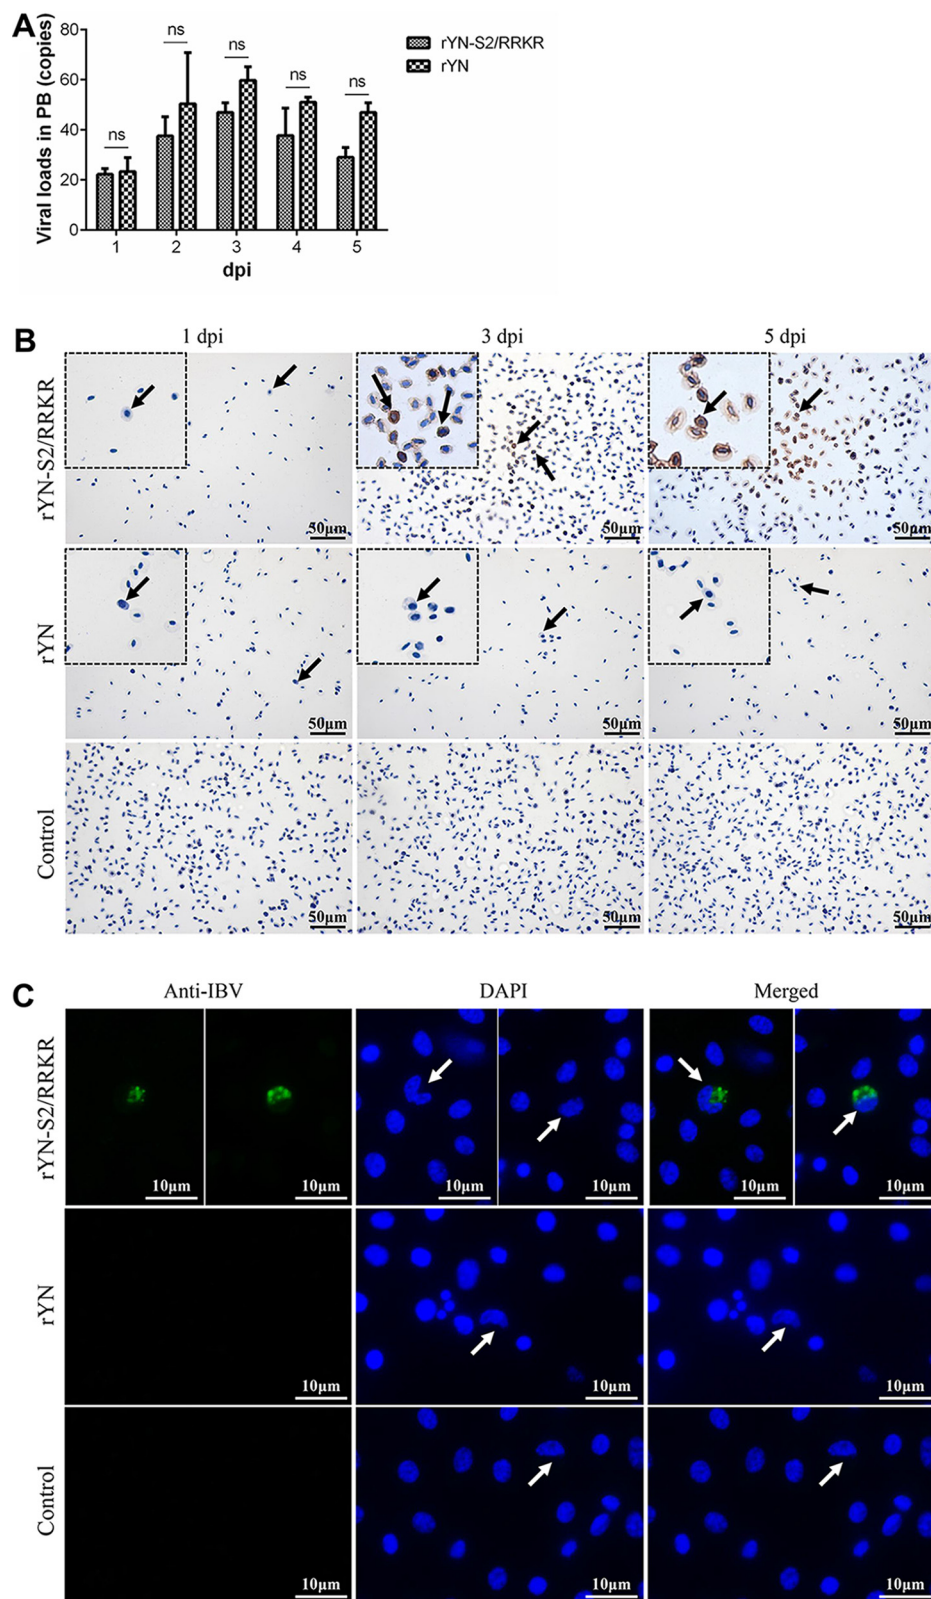 A
Viral loads in PB (copies)
80
60
40
20
0
ns
ns
ns
ns
ns
rYN-S2/RRKR
rYN
1
2
3
4
5
dpi
B
1 dpi
3 dpi
5 dpi
rYN-S2/RRKR
50μm
50μm
50μm
rYN
50μm
50μm
50μm
Control
50μm
50μm
50μm
C
Anti-IBV
DAPI
Merged
rYN-S2/RRKR
10μm
10μm
10μm
10μm
10μm
10μm
rYN
10μm
10μm
10μm
Control
10μm
10μm
10μm